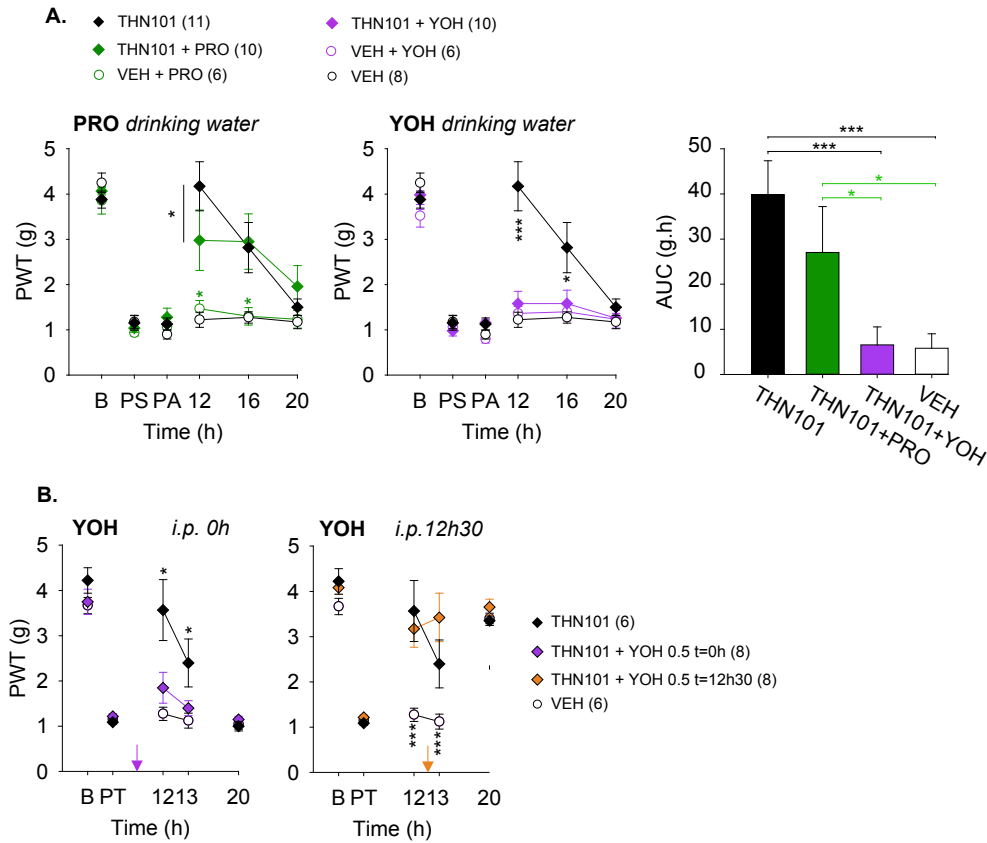 A.
THN101 (11)
THN101 + PRO (10)
VEH + PRO (6)
THN101 + YOH (10)
VEH + YOH (6)
VEH (8)
PRO drinking water
5
4
3
2
1
0
PWT (g)
*
*
*
B PS PA 12 16 20
Time (h)
YOH drinking water
5
4
3
2
1
0
PWT (g)
***
*
B PS PA 12 16 20
Time (h)
***
***
*
*
50
40
30
20
10
0
AUC (g.h)
THN101
THN101+PRO
THN101+YOH
VEH
B.
YOH i.p. 0h
5
4
3
2
1
0
PWT (g)
*
*
B PT 12 13 20
Time (h)
YOH i.p.12h30
5
4
3
2
1
0
***
***
B PT 12 13 20
Time (h)
THN101 (6)
THN101 + YOH 0.5 t=0h (8)
THN101 + YOH 0.5 t=12h30 (8)
VEH (6)